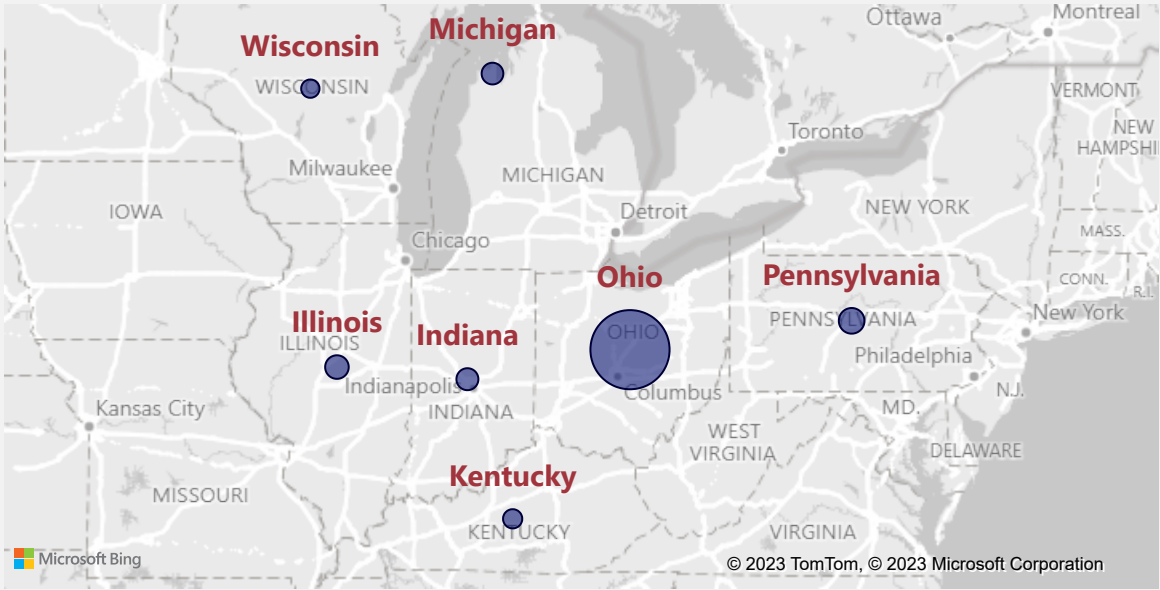 Ottawa
Montreal
Michigan
Wisconsin
WISCONSIN
VERMONT
NEW
HAMPSHI
Toronto
Milwaukee
MICHIGAN
IOWA
Detroit
NEW YORK
MASS.
Chicago
Ohio
Pennsylvania
CONN.
R.I.
Illinois
Indiana
OHIO
PENNSYLVANIA
New York
ILLINOIS
Philadelphia
Indianapolis
Columbus
N.J.
Kansas City
INDIANA
MD.
WEST
VIRGINIA
DELAWARE
Kentucky
MISSOURI
KENTUCKY
VIRGINIA
Microsoft Bing
© 2023 TomTom, © 2023 Microsoft Corporation